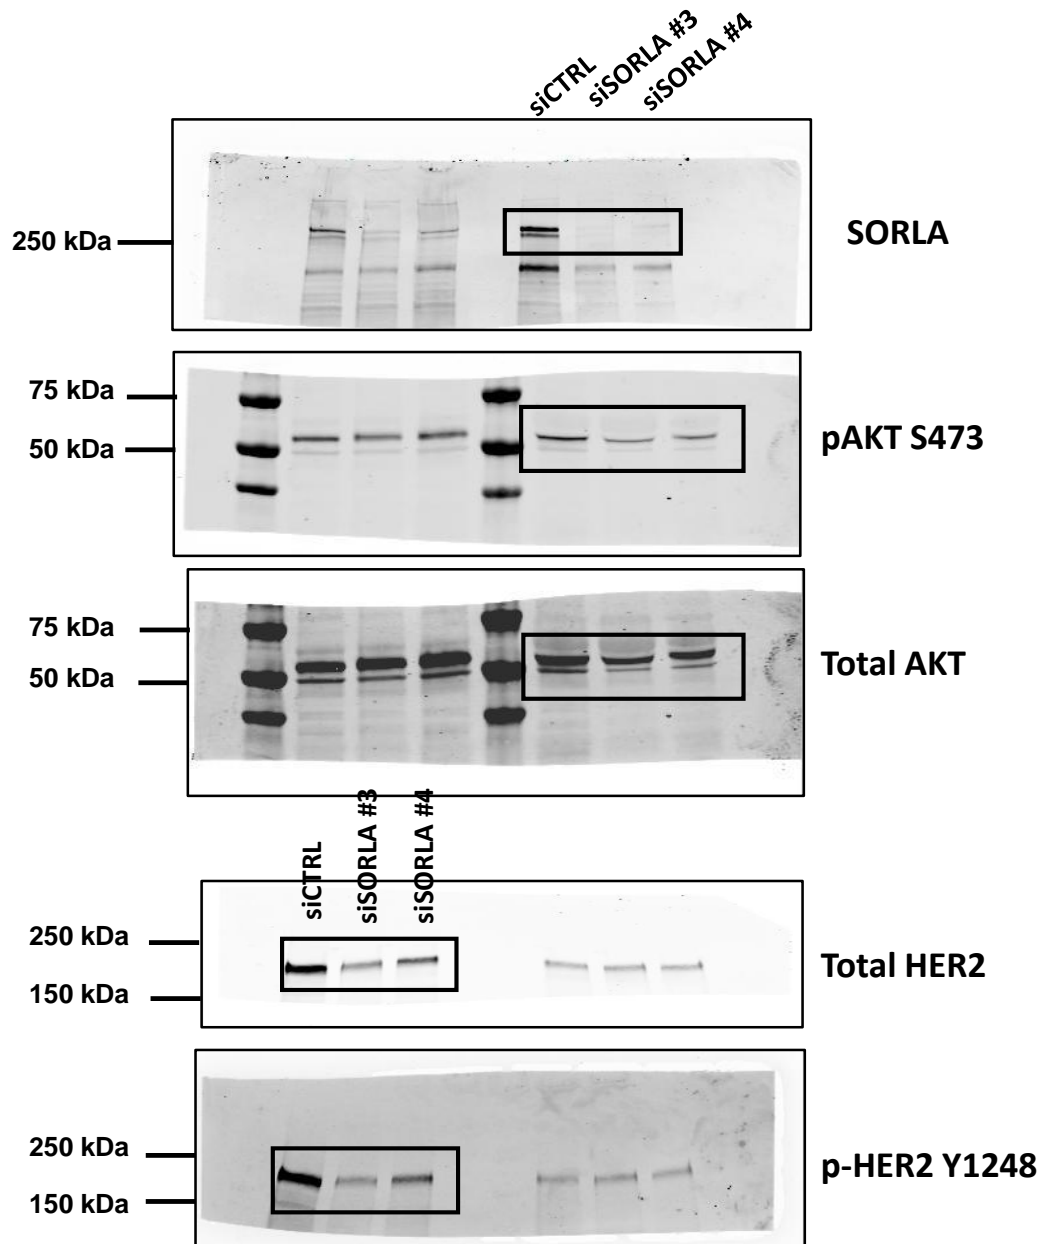 siCTRL
siSORLA #3
siSORLA #4
250 kDa
SORLA
75 kDa
50 kDa
pAKT S473
75 kDa
50 kDa
Total AKT
siCTRL
siSORLA #3
siSORLA #4
250 kDa
150 kDa
Total HER2
250 kDa
150 kDa
p-HER2 Y1248